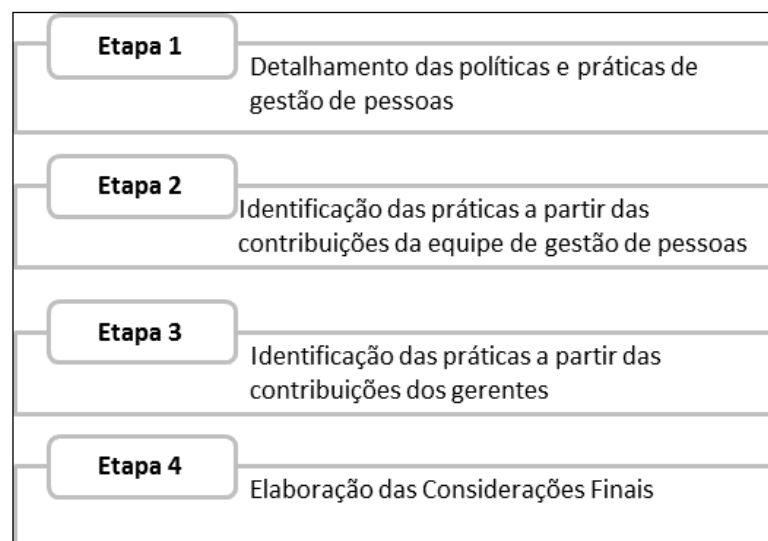 Etapa 1
Detalhamento das políticas e práticas de
gestão de pessoas
Etapa 2
Identificação das práticas a partir das
contribuições da equipe de gestão de pessoas
Etapa 3
Identificação das práticas a partir das
contribuições dos gerentes
Etapa 4
Elaboração das Considerações Finais